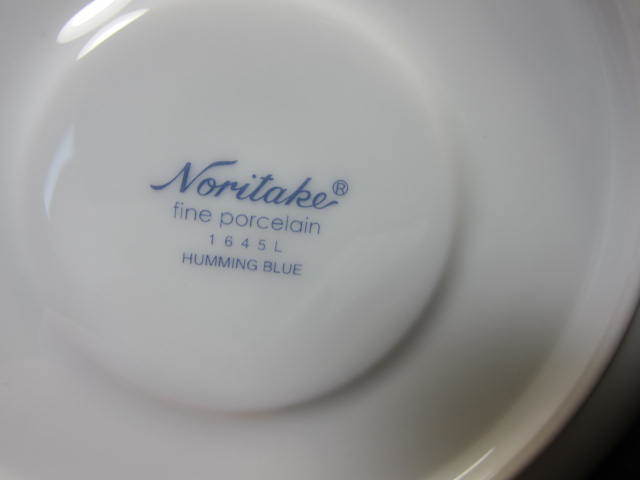 Noritake®
fine porcelain
1645L
HUMMING BLUE